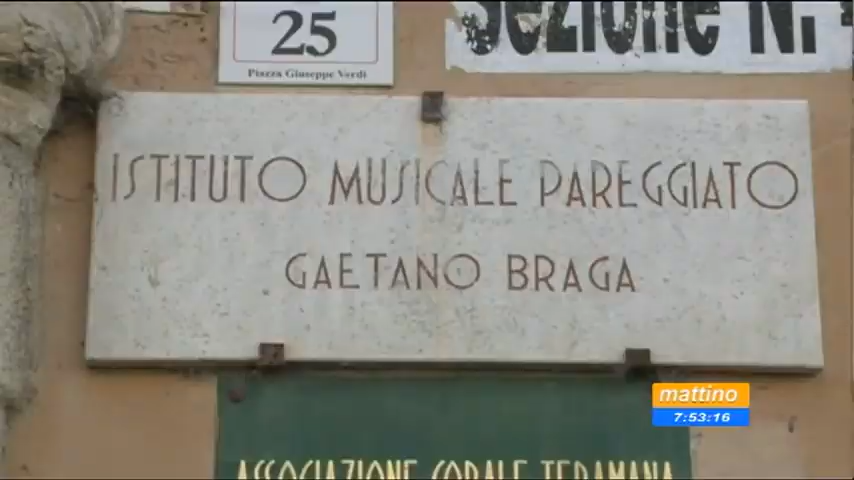 25
Piazza Giuseppe Verdi
Sezione N.
ISTITUTO MUSICALE PAREGGIATO
GAETANO BRAGA
mattino
7:53:16
ASSOCIAZIONE CORALE TERAMANA